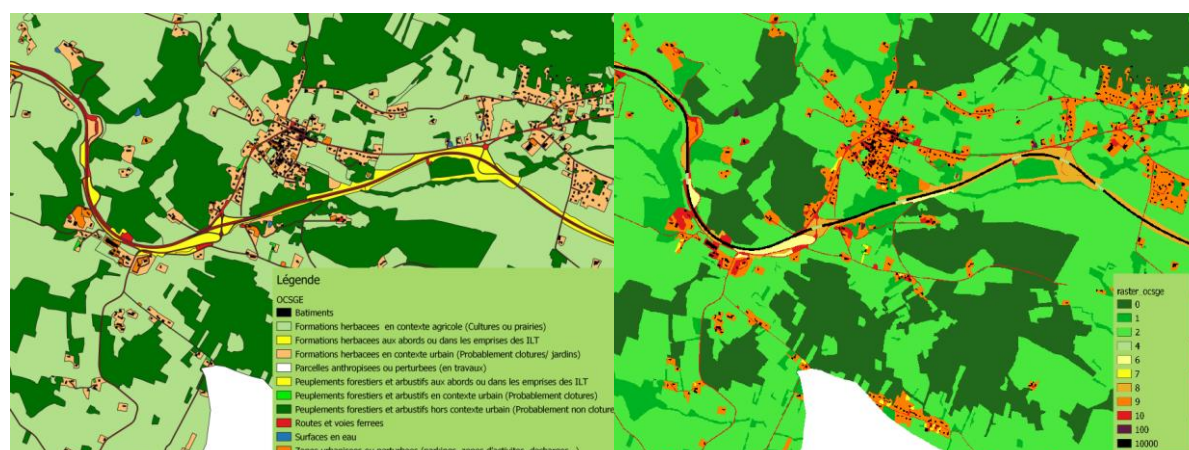 Légende
OCSGE
Batiments
Formations herbacees en contexte agricole (Cultures ou prairies)
Formations herbacees aux abords ou dans les emprises des ILT
Formations herbacees en contexte urbain (Probablement clotures/ jardins)
Parcelles anthropisees ou perturbees (en travaux)
Peuplements forestiers et arbustifs aux abords ou dans les emprises des ILT
Peuplements forestiers et arbustifs en contexte urbain (Probablement clotures)
Peuplements forestiers et arbustifs hors contexte urbain (Probablement non cloture
Routes et voies ferrees
Surfaces en eau
raster ocsge
0
1
2
4
6
7
8
9
10
100
10000